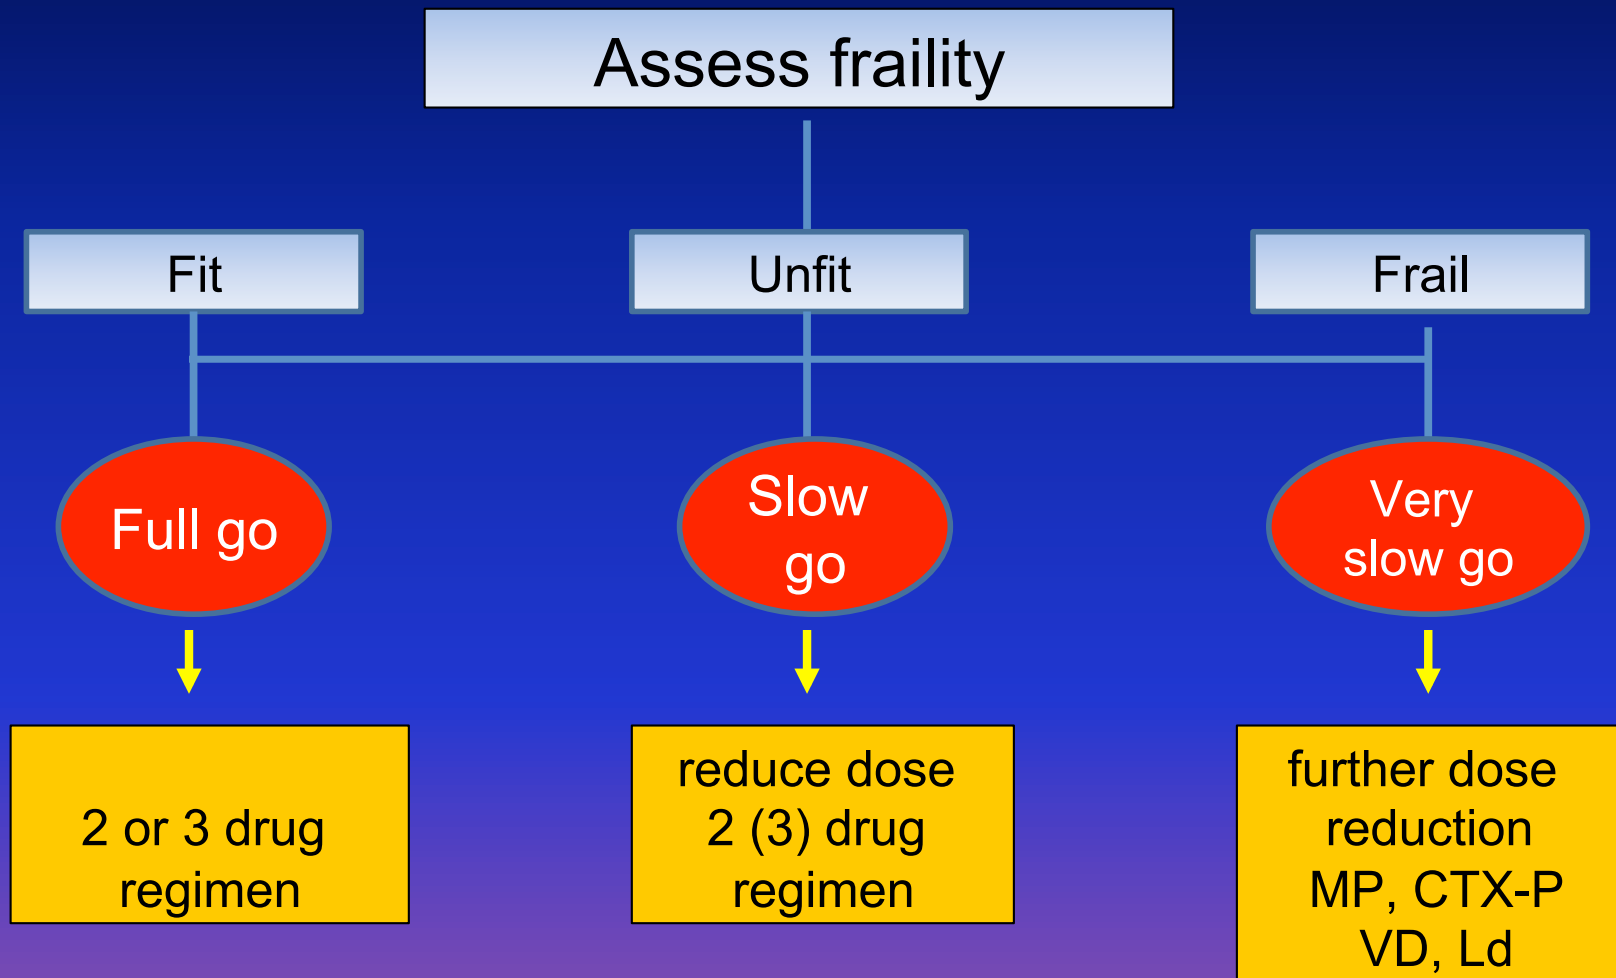 Assess fraility
Fit
Unfit
Frail
Full go
Slow
go
Very
slow go
2 or 3 drug
regimen
reduce dose
2 (3) drug
regimen
further dose
reduction
MP, CTX-P
VD, Ld